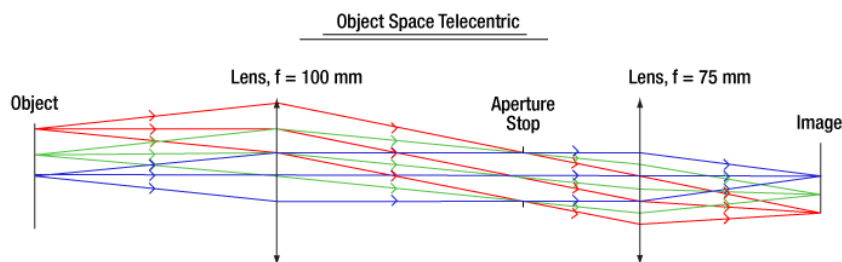 Object Space Telecentric
Lens, f = 100 mm
Lens, f = 75 mm
Object
Aperture
Stop
Image